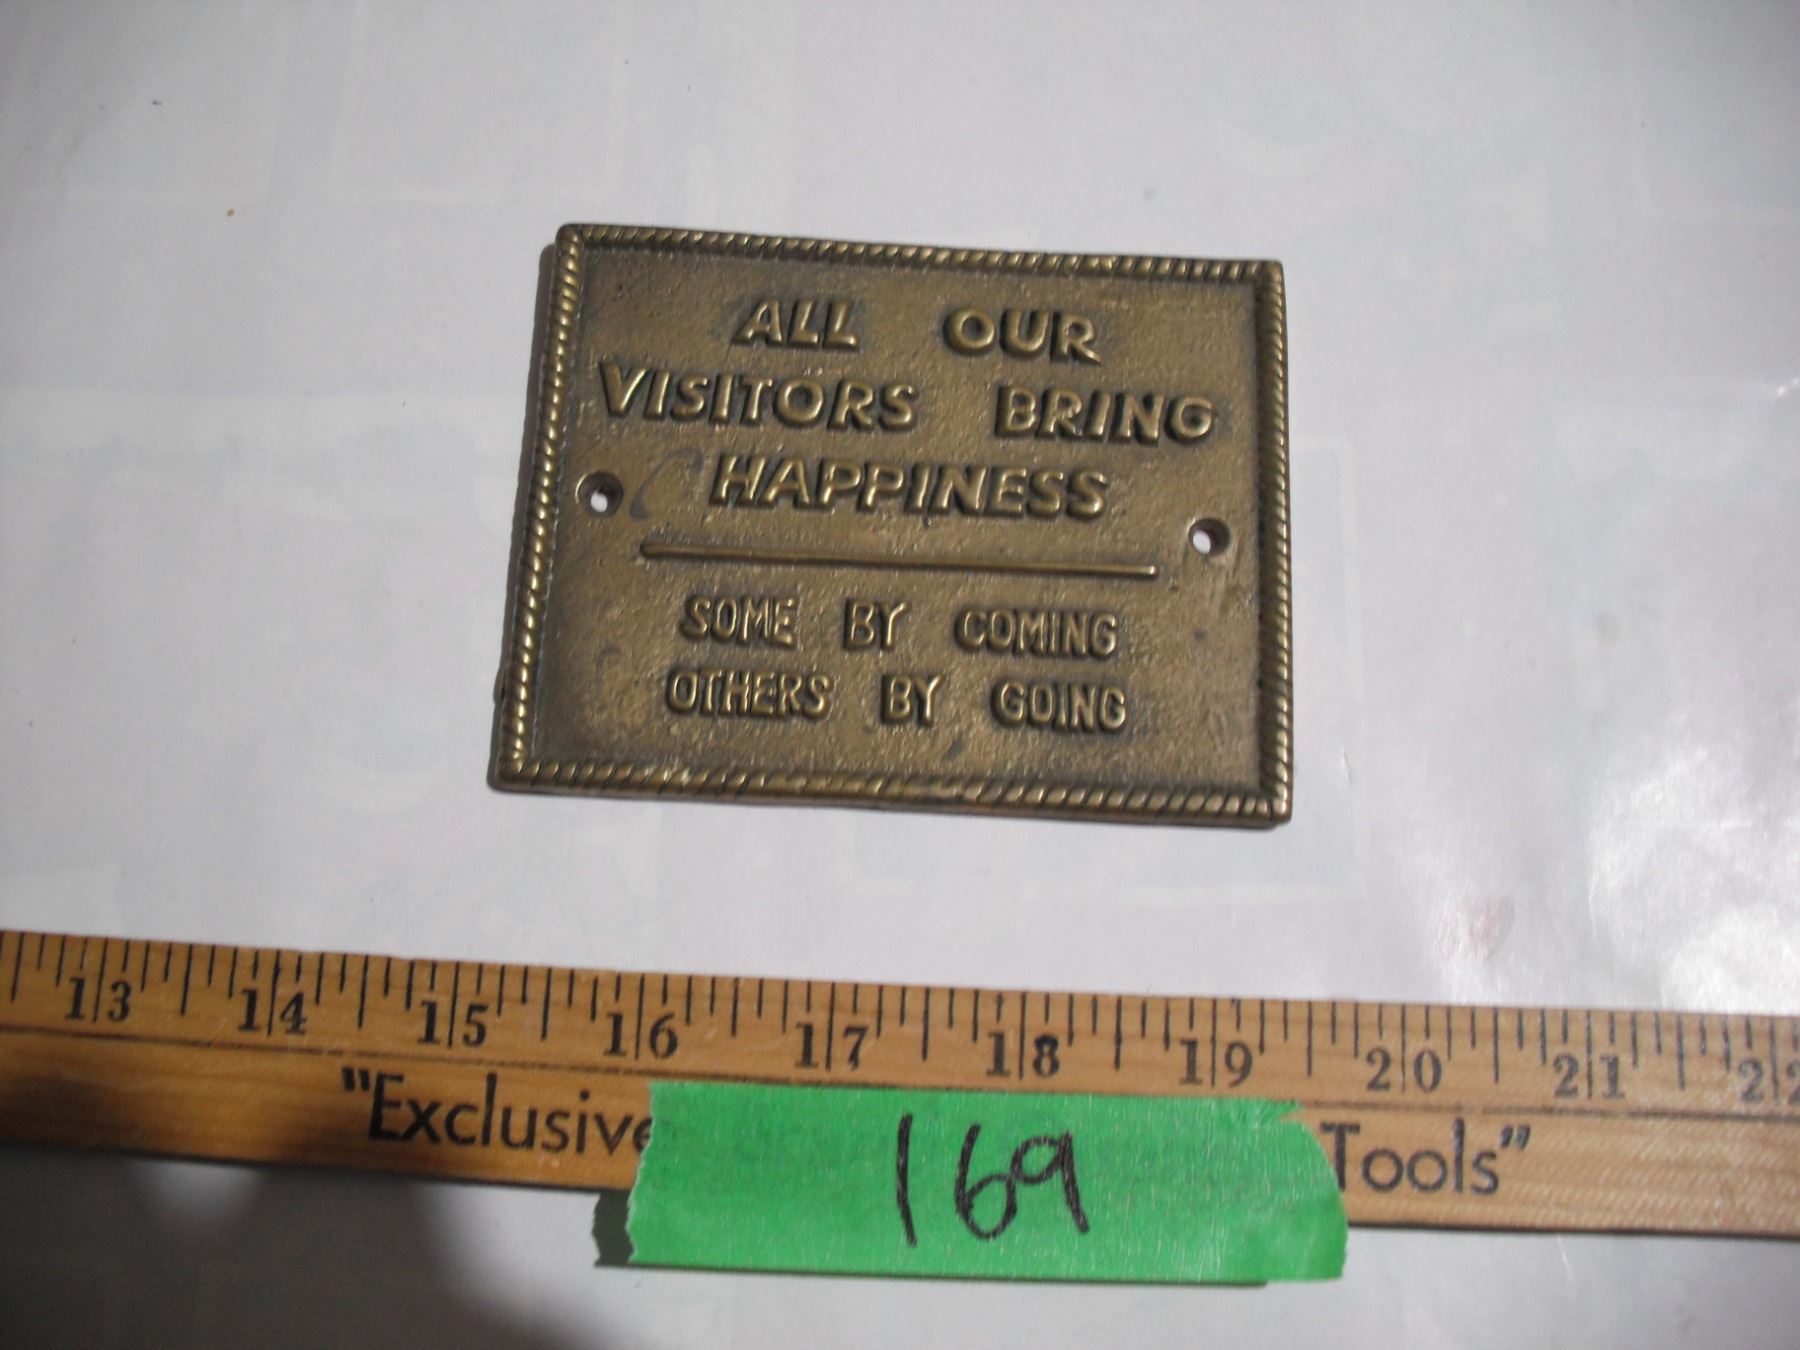 ALL OUR
VISITORS BRING
HAPPINESS
SOME BY COMING
OTHERS BY GOING
13 14 15 16 17 18 19 20 21 22
"Exclusive Tools"
169